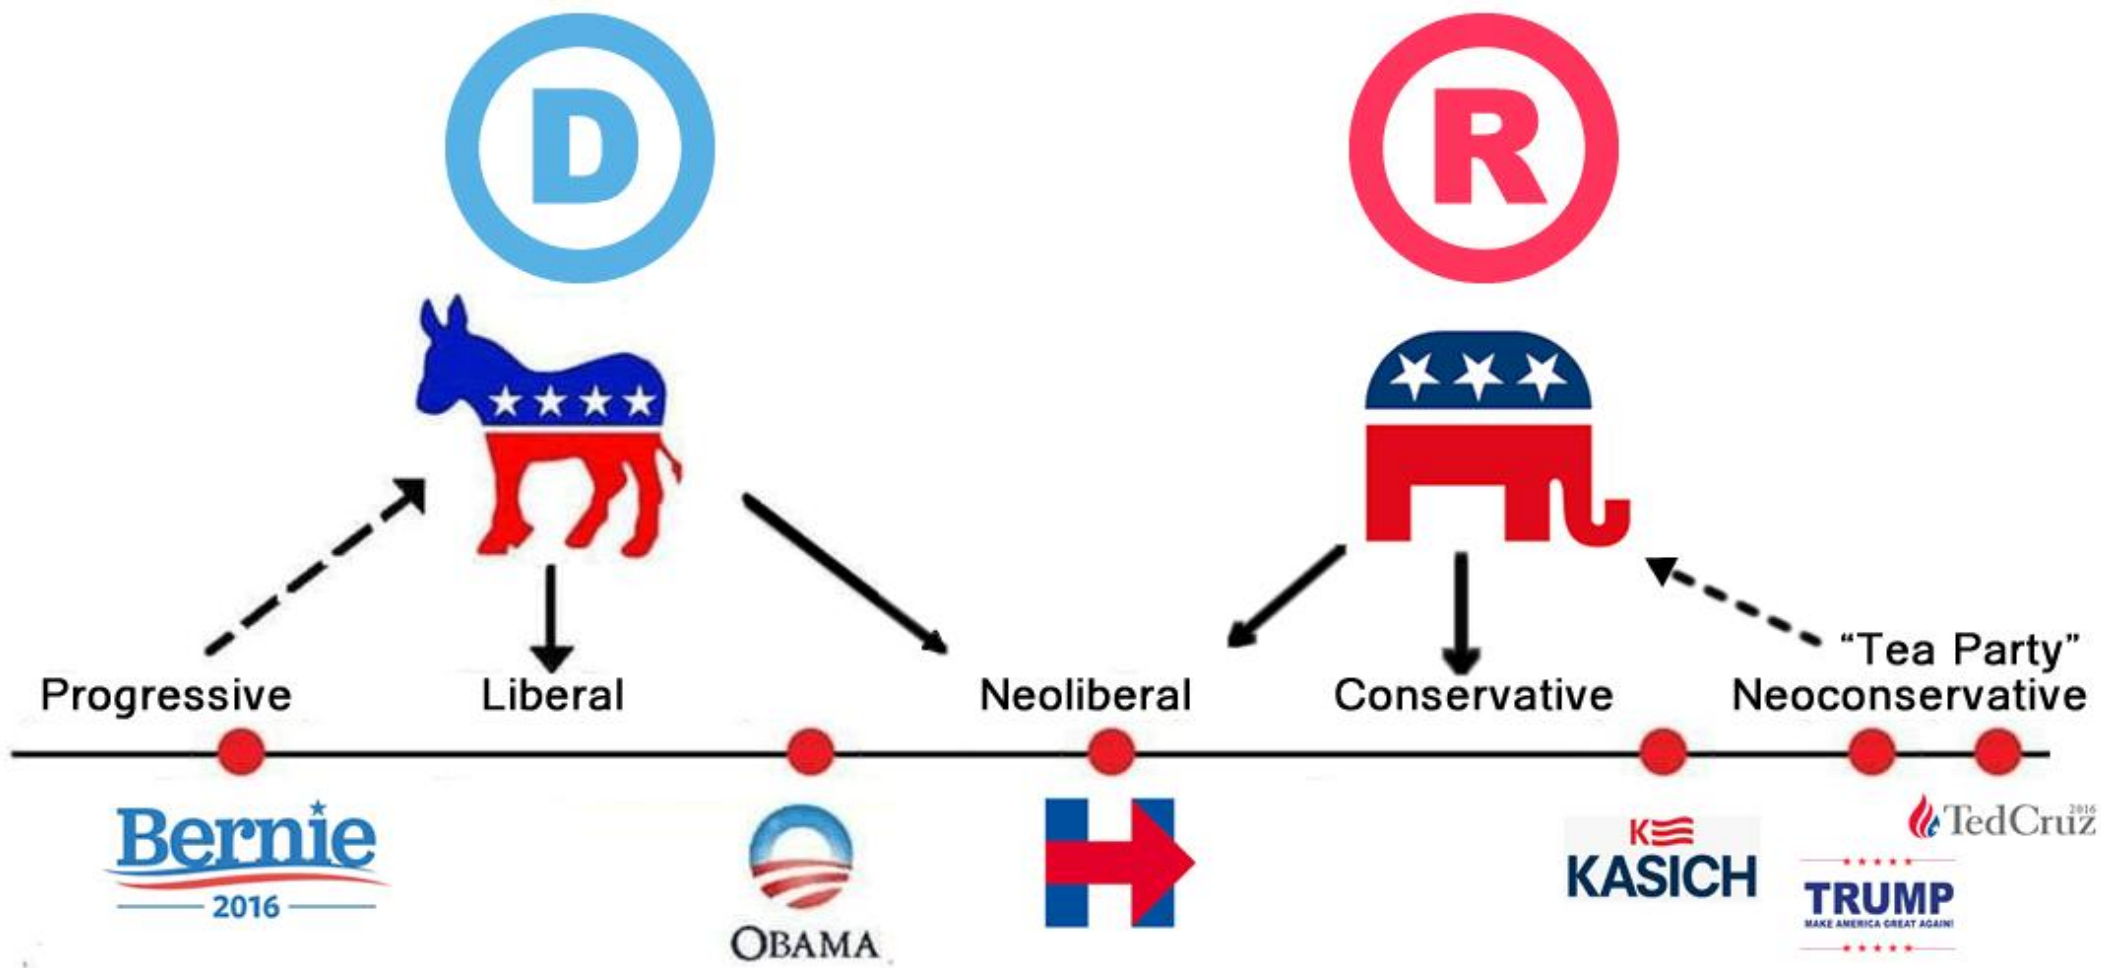 D
R
“Tea Party”
Progressive
Liberal
Neoliberal
Conservative
Neoconservative
Bernie
2016
OBAMA
H
K
KASICH
TRUMP
MAKE AMERICA GREAT AGAIN!
TedCruz
2016